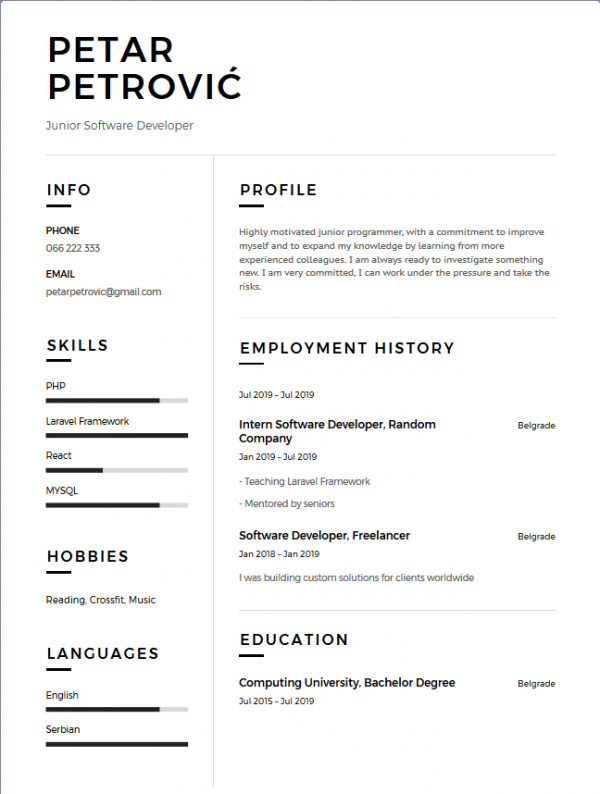 PETAR
PETROVIĆ
Junior Software Developer
INFO
PHONE
066 222 333
EMAIL
petarpetrovic@gmail.com
SKILLS
PHP
Laravel Framework
React
MYSQL
HOBBIES
Reading, Crossfit, Music
LANGUAGES
English
Serbian
PROFILE
Highly motivated junior programmer, with a commitment to improve
myself and to expand my knowledge by learning from more
experienced colleagues. I am always ready to investigate something
new. I am very committed, I can work under the pressure and take the
risks.
EMPLOYMENT HISTORY
Jul 2019 – Jul 2019
Intern Software Developer, Random Belgrade
Company
Jan 2019 – Jul 2019
- Teaching Laravel Framework
- Mentored by seniors
Software Developer, Freelancer Belgrade
Jan 2018 – Jan 2019
I was building custom solutions for clients worldwide
EDUCATION
Computing University, Bachelor Degree Belgrade
Jul 2015 – Jul 2019